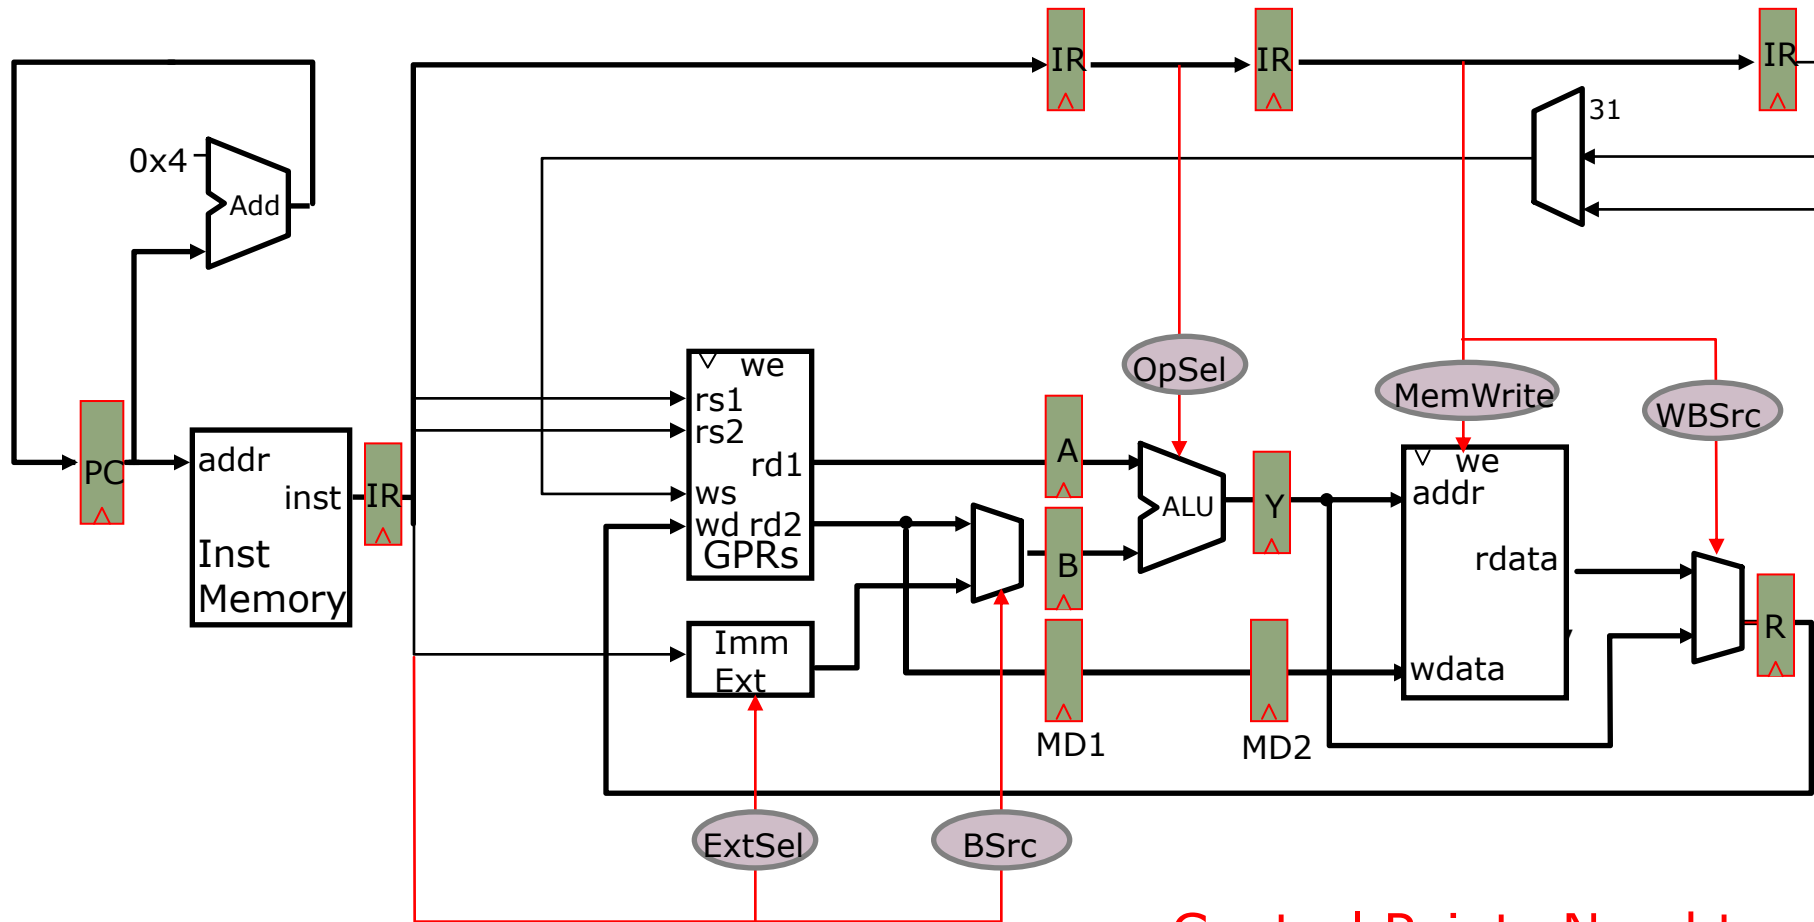 IR
IR
IR
31
0x4
Add
we
OpSel
rs1
MemWrite
rs2
WBSrc
A
PC
addr
rd1
we
inst
IR
ws
addr
ALU
Y
wd rd2
GPRs
Inst
B
rdata
Memory
Imm
Ext
R
wdata
MD1
MD2
ExtSel
BSrc